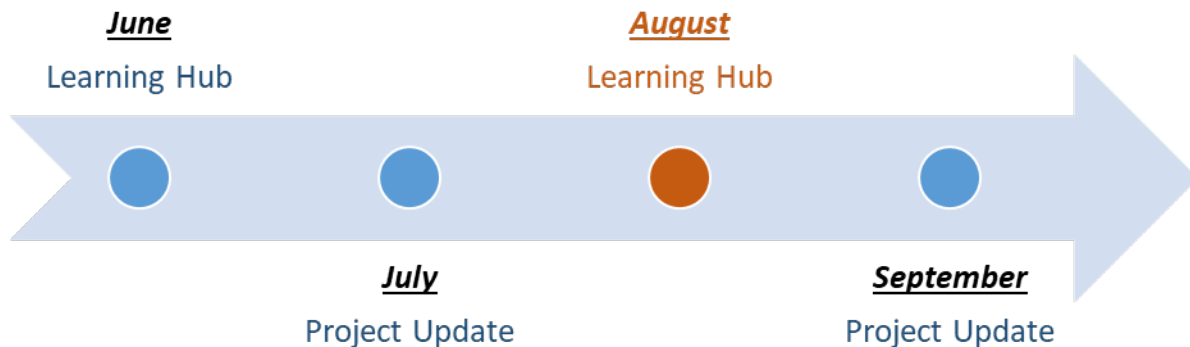 June
Learning Hub
July
Project Update
August
Learning Hub
September
Project Update